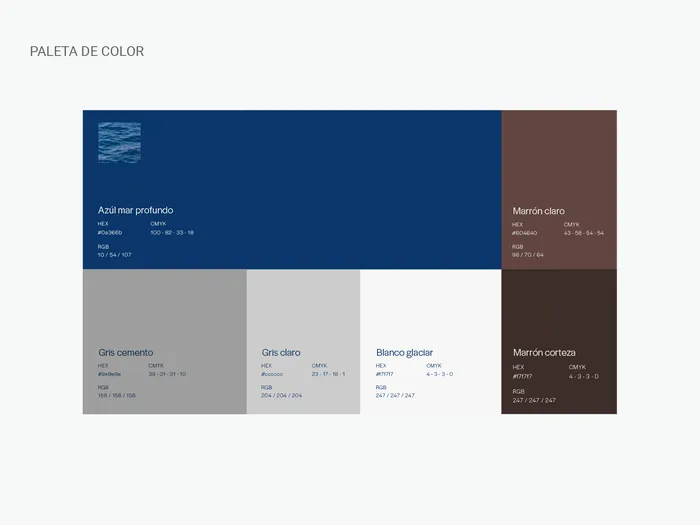 PALETA DE COLOR
Azúl mar profundo
HEX CMYK
#0a366b 100 - 82 - 33 - 18
RGB
10 / 54 / 107
Marrón claro
HEX CMYK
#604640 43 - 58 - 54 - 54
RGB
96 / 70 / 64
Gris cemento
HEX CMYK
#9e9e9e 39 - 31 - 31 - 10
RGB
158 / 158 / 158
Gris claro
HEX CMYK
#cccccc 23 - 17 - 18 - 1
RGB
204 / 204 / 204
Blanco glaciar
HEX CMYK
#f7f7f7 4 - 3 - 3 - 0
RGB
247 / 247 / 247
Marrón corteza
HEX CMYK
#f7f7f7 4 - 3 - 3 - 0
RGB
247 / 247 / 247